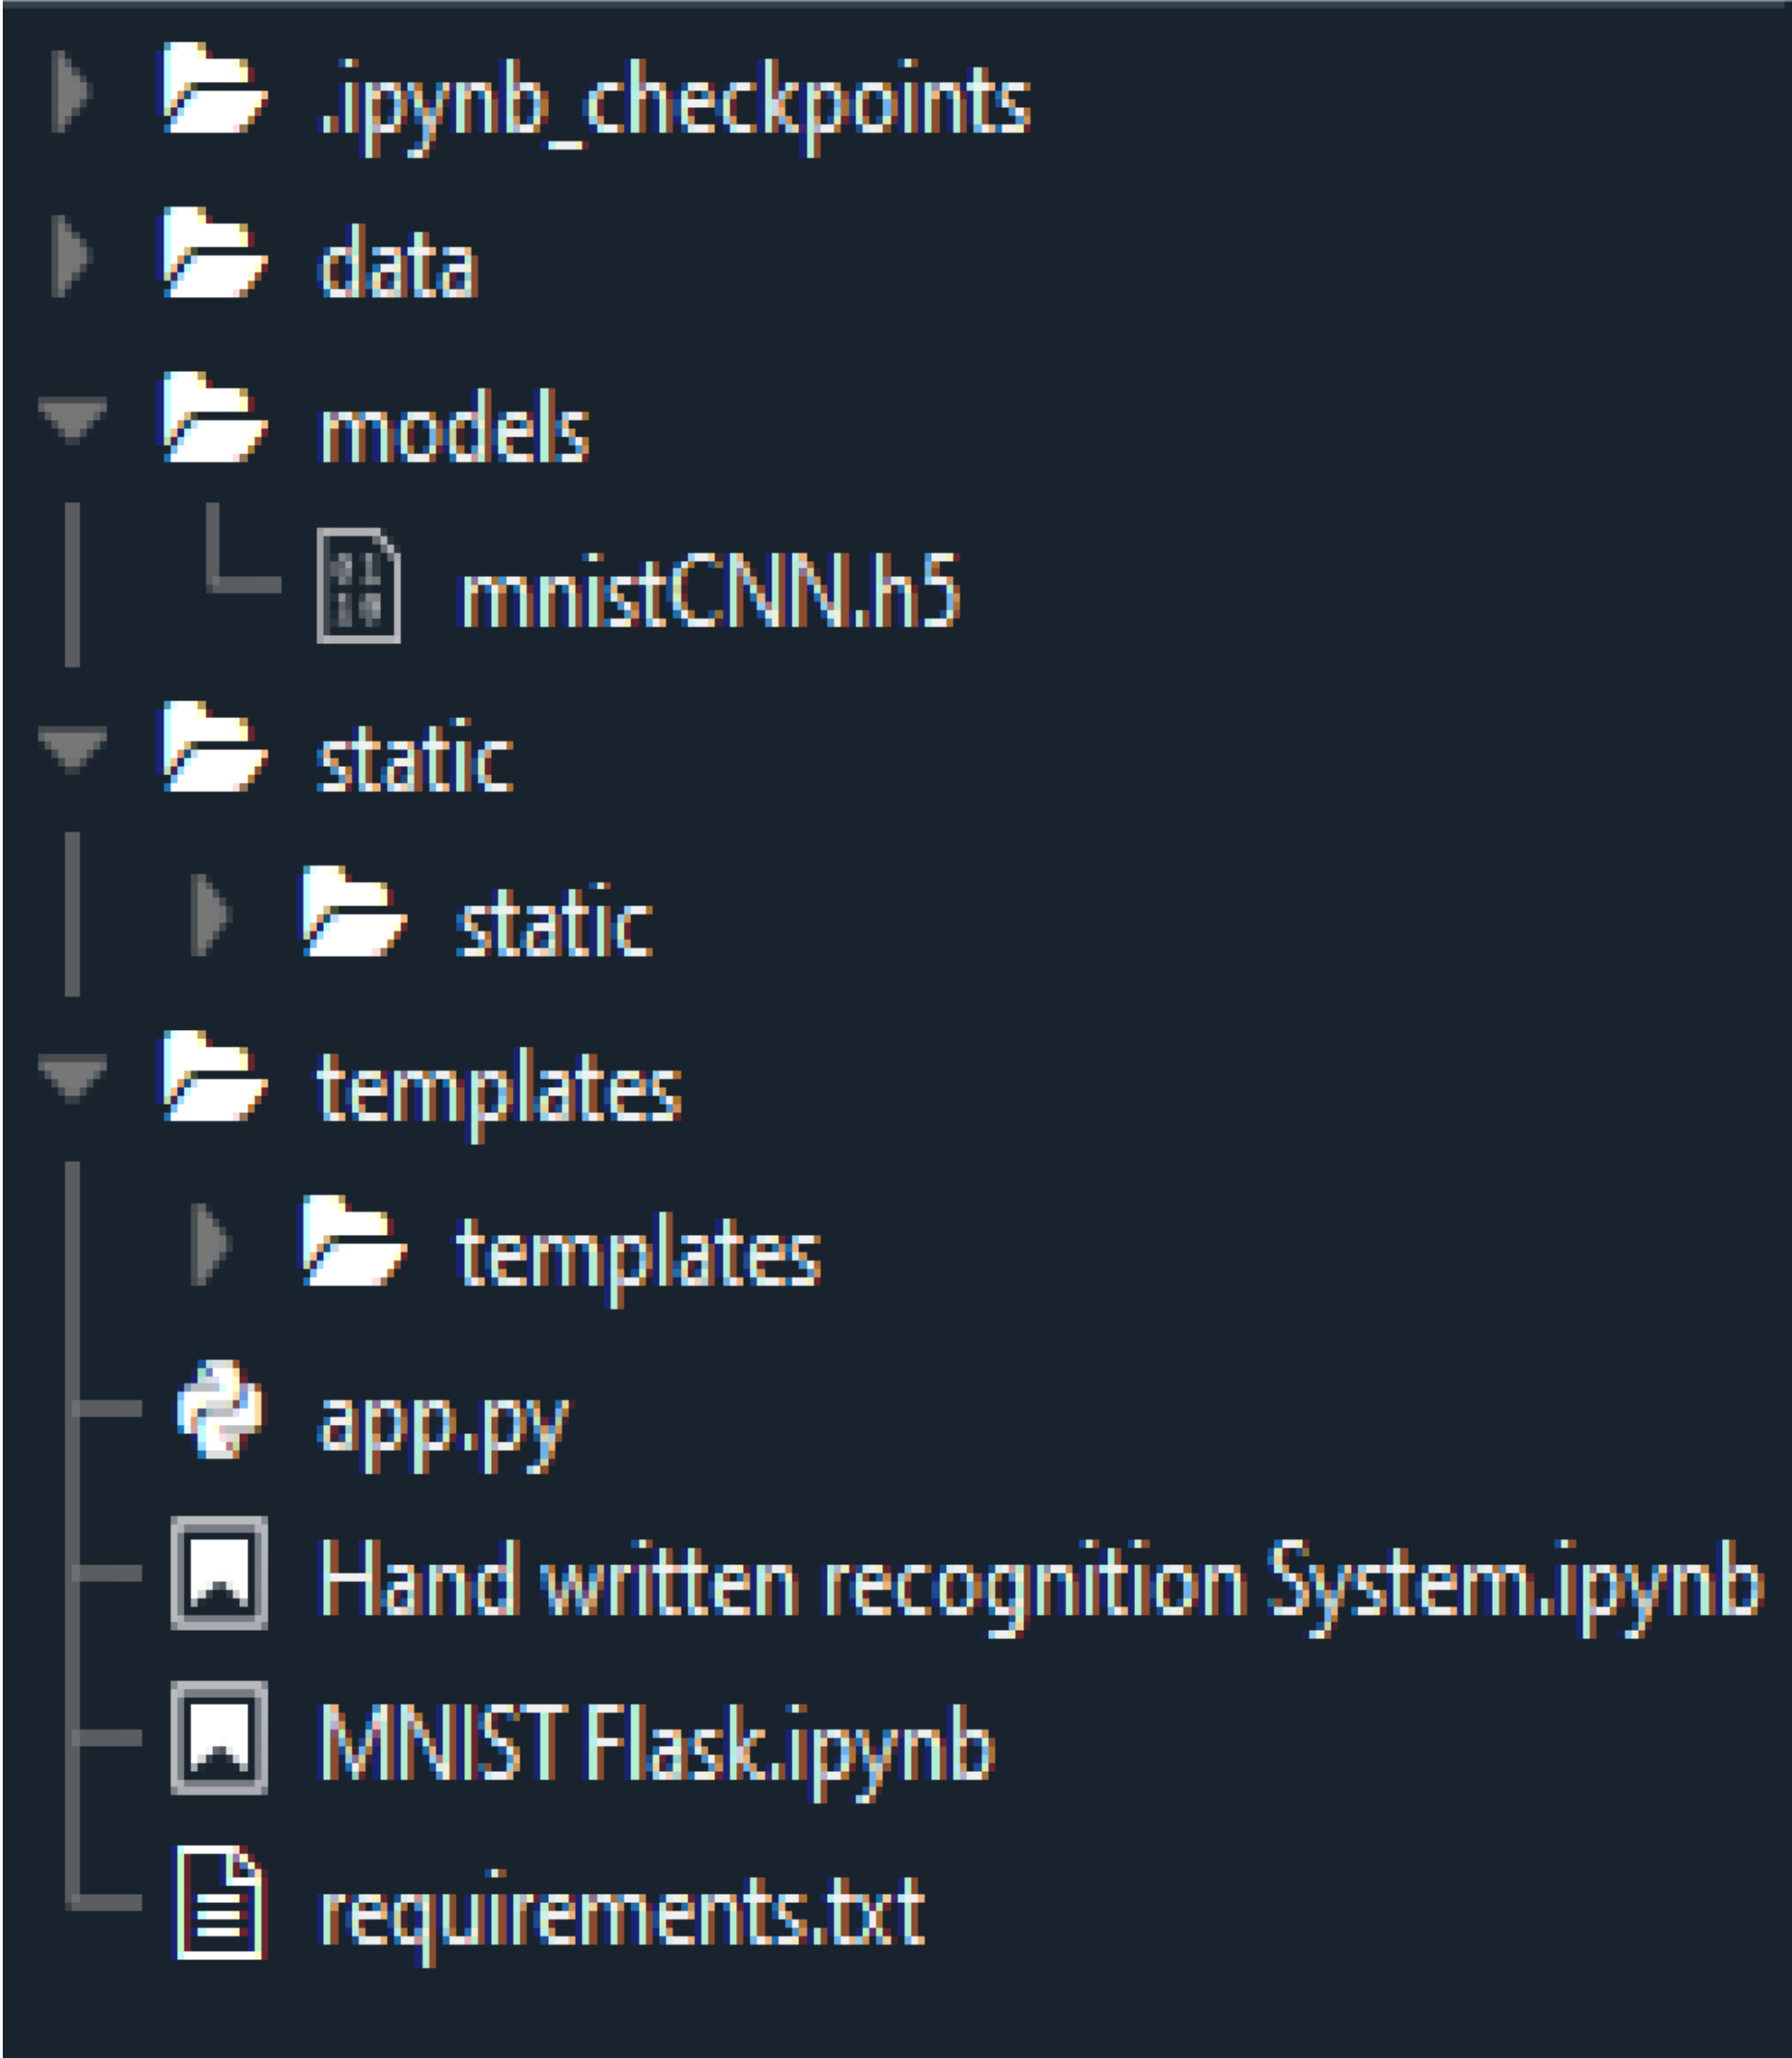 .ipynb_checkpoints
data
models
mnistCNN.h5
static
static
templates
templates
app.py
Hand written recognition System.ipynb
MNIST Flask.ipynb
requirements.txt